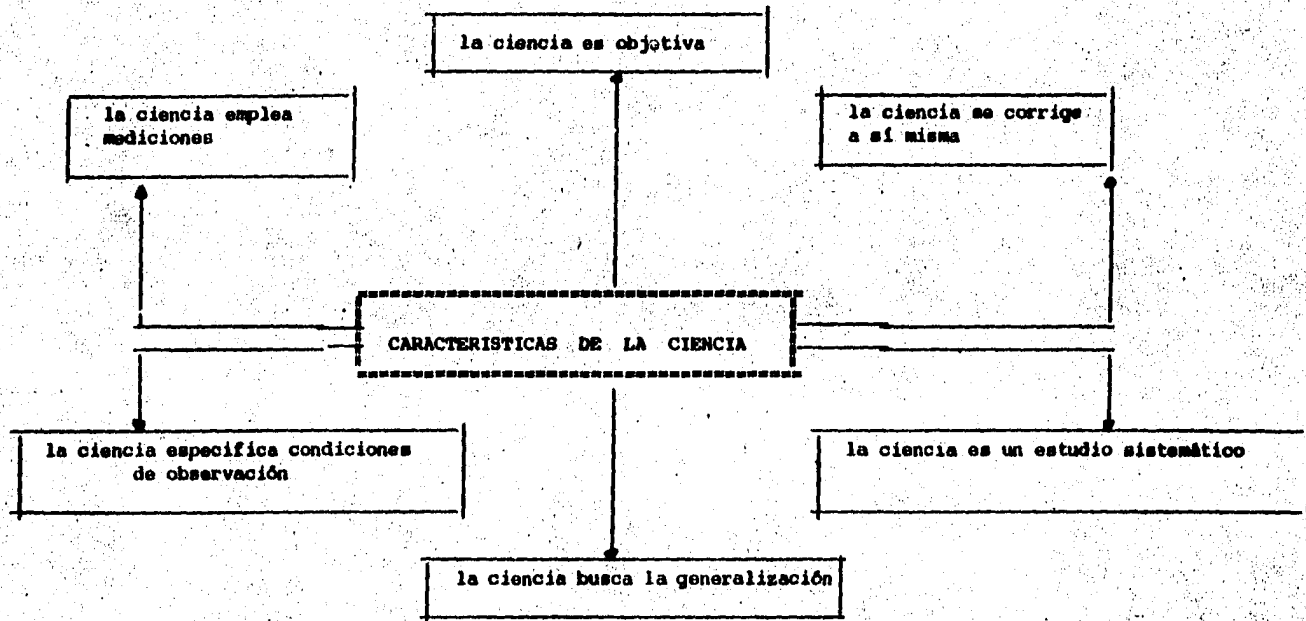 la ciencia es objetiva
la ciencia emplea
mediciones
la ciencia se corrige
a sí misma
CARACTERISTICAS DE LA CIENCIA
la ciencia especifica condiciones
de observación
la ciencia es un estudio sistemático
la ciencia busca la generalización